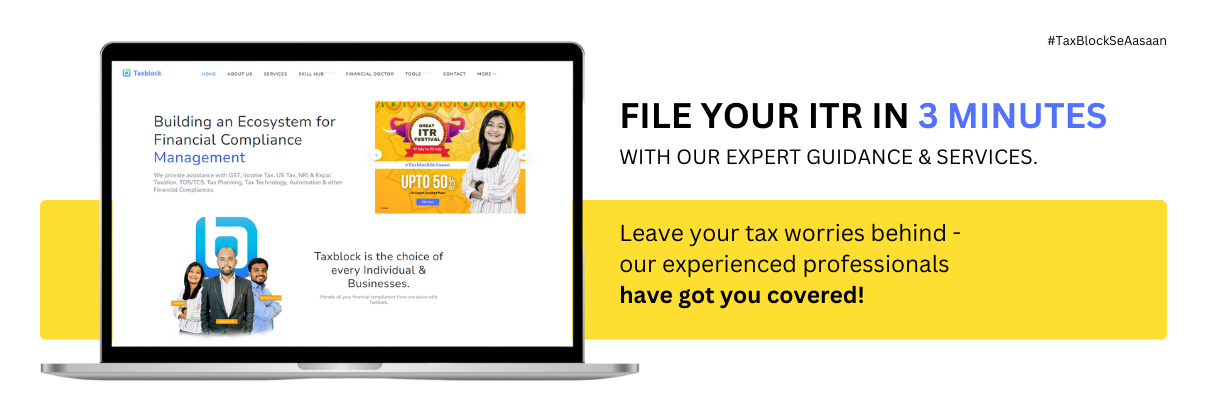 #TaxBlockSeAasaan
Taxblock
HOME ABOUT US SERVICES SKILL HUB FINANCIAL DOCTOR TOOLS CONTACT MORE
Building an Ecosystem for
Financial Compliance
Management
We provide assistance with GST, Income Tax, US Tax, NRI & Expat
Taxation, TDS/TCS, Tax Planning, Tax Technology, Automation & other
Financial Compliances.
GREAT
ITR
FESTIVAL
#TaxblockSeAasaan
UPTO 50%
Taxblock is the choice of
every Individual &
Businesses.
Handle all your financial compliances from one place with
Taxblock.
FILE YOUR ITR IN 3 MINUTES
WITH OUR EXPERT GUIDANCE & SERVICES.
Leave your tax worries behind -
our experienced professionals
have got you covered!